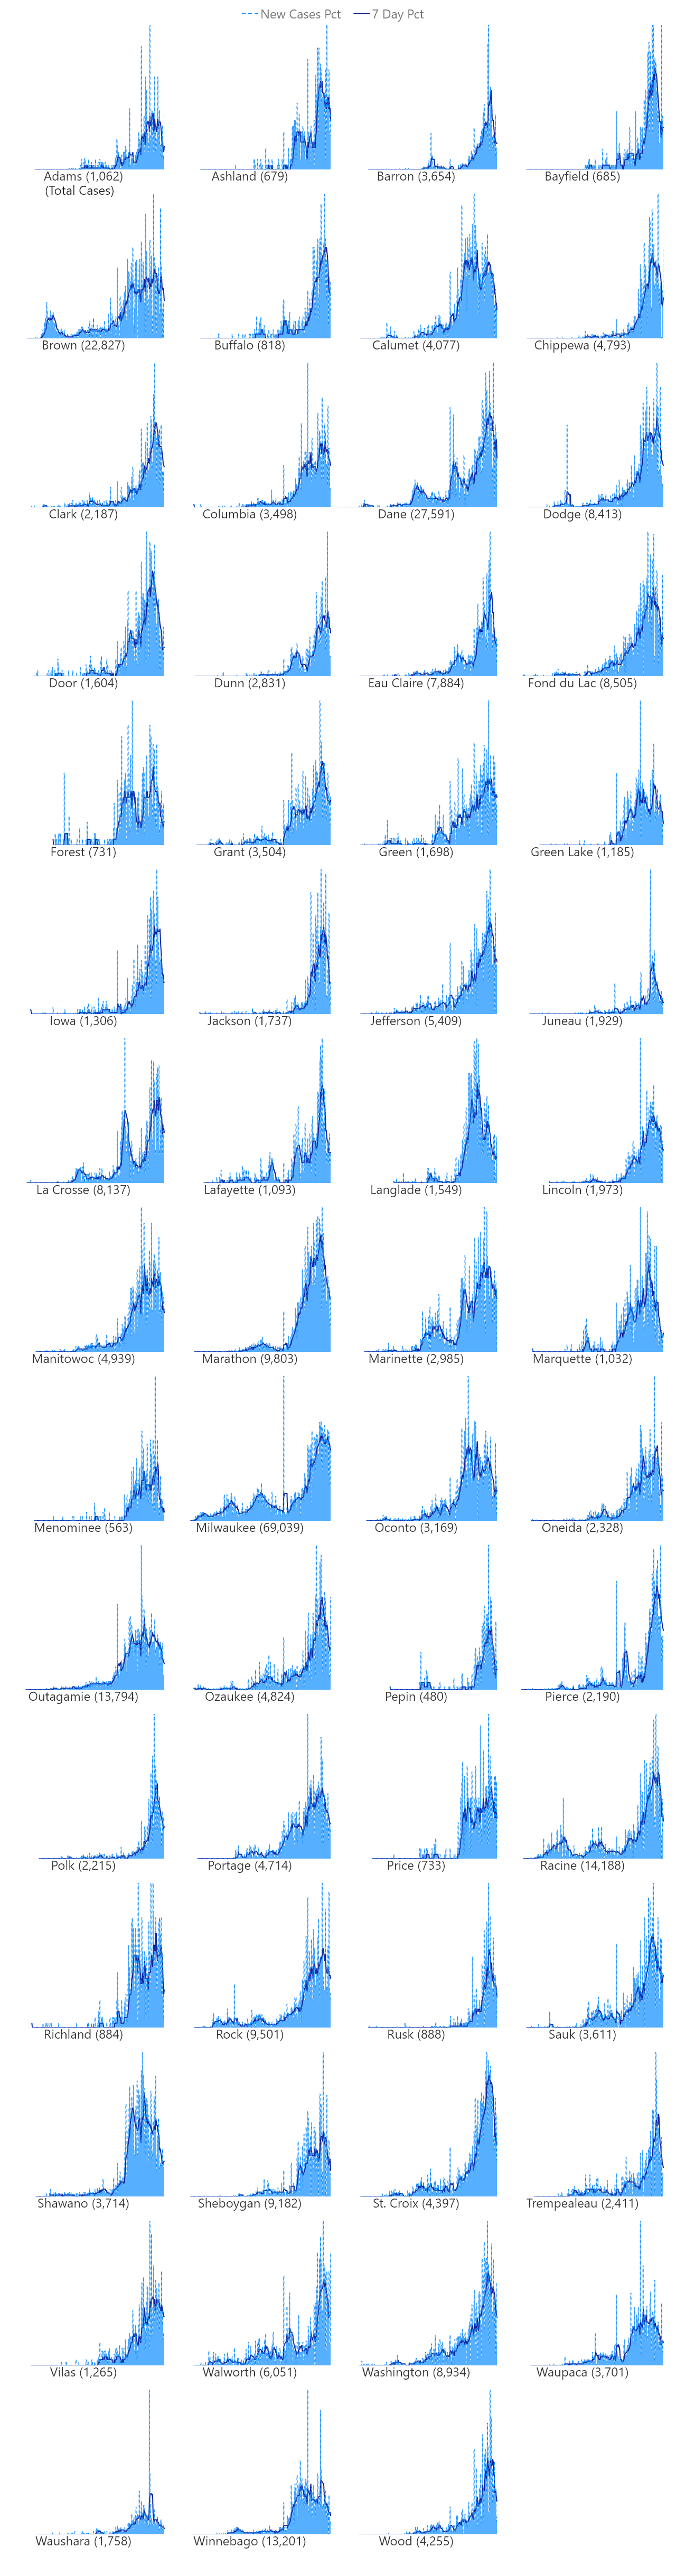 New Cases Pct 7 Day Pct
Adams (1,062) Ashland (679) Barron (3,654) Bayfield (685)
(Total Cases)
Brown (22,827) Buffalo (818) Calumet (4,077) Chippewa (4,793)
Clark (2,187) Columbia (3,498) Dane (27,591) Dodge (8,413)
Door (1,604) Dunn (2,831) Eau Claire (7,884) Fond du Lac (8,505)
Forest (731) Grant (3,504) Green (1,698) Green Lake (1,185)
Iowa (1,306) Jackson (1,737) Jefferson (5,409) Juneau (1,929)
La Crosse (8,137) Lafayette (1,093) Langlade (1,549) Lincoln (1,973)
Manitowoc (4,939) Marathon (9,803) Marinette (2,985) Marquette (1,032)
Menominee (563) Milwaukee (69,039) Oconto (3,169) Oneida (2,328)
Outagamie (13,794) Ozaukee (4,824) Pepin (480) Pierce (2,190)
Polk (2,215) Portage (4,714) Price (733) Racine (14,188)
Richland (884) Rock (9,501) Rusk (888) Sauk (3,611)
Shawano (3,714) Sheboygan (9,182) St. Croix (4,397) Trempealeau (2,411)
Vilas (1,265) Walworth (6,051) Washington (8,934) Waupaca (3,701)
Waushara (1,758) Winnebago (13,201) Wood (4,255)